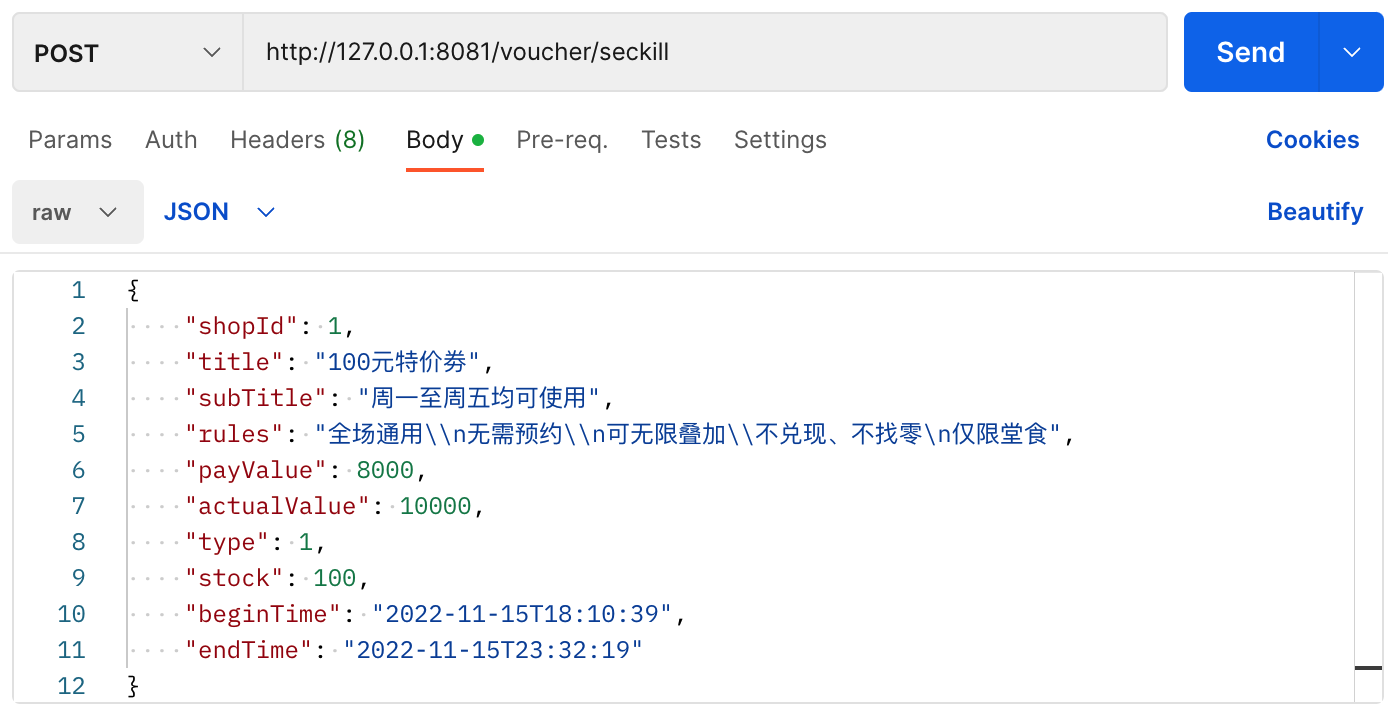 POST http://127.0.0.1:8081/voucher/seckill Send
Params Auth Headers (8) Body Pre-req. Tests Settings Cookies
raw JSON Beautify
1 {
2 "shopId": 1,
3 "title": "100元特价券",
4 "subTitle": "周一至周五均可使用",
5 "rules": "全场通用\\n无需预约\\n可无限叠加\\不兑现、不找零\n仅限堂食",
6 "payValue": 8000,
7 "actualValue": 10000,
8 "type": 1,
9 "stock": 100,
10 "beginTime": "2022-11-15T18:10:39",
11 "endTime": "2022-11-15T23:32:19"
12 }